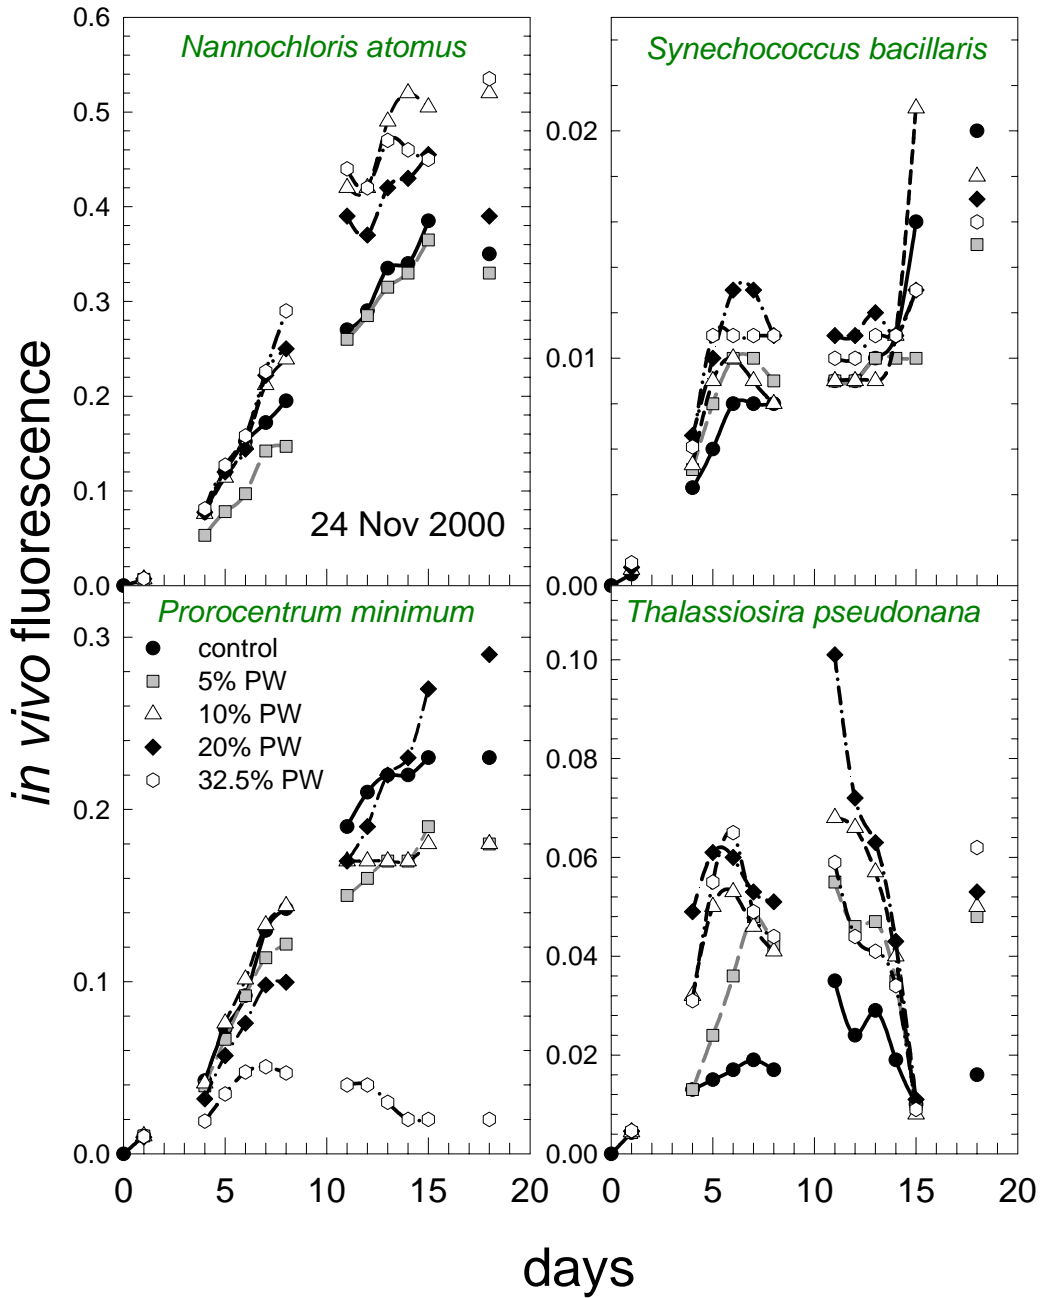 Nannochloris atomus
0.6
0.5
0.4
0.3
0.2
0.1
0.0
24 Nov 2000
Synechococcus bacillaris
0.02
0.01
0.00
in vivo fluorescence
Prorocentrum minimum
control
5% PW
10% PW
20% PW
32.5% PW
0.3
0.2
0.1
0.0
0 5 10 15 20
Thalassiosira pseudonana
0.10
0.08
0.06
0.04
0.02
0.00
0 5 10 15 20
days